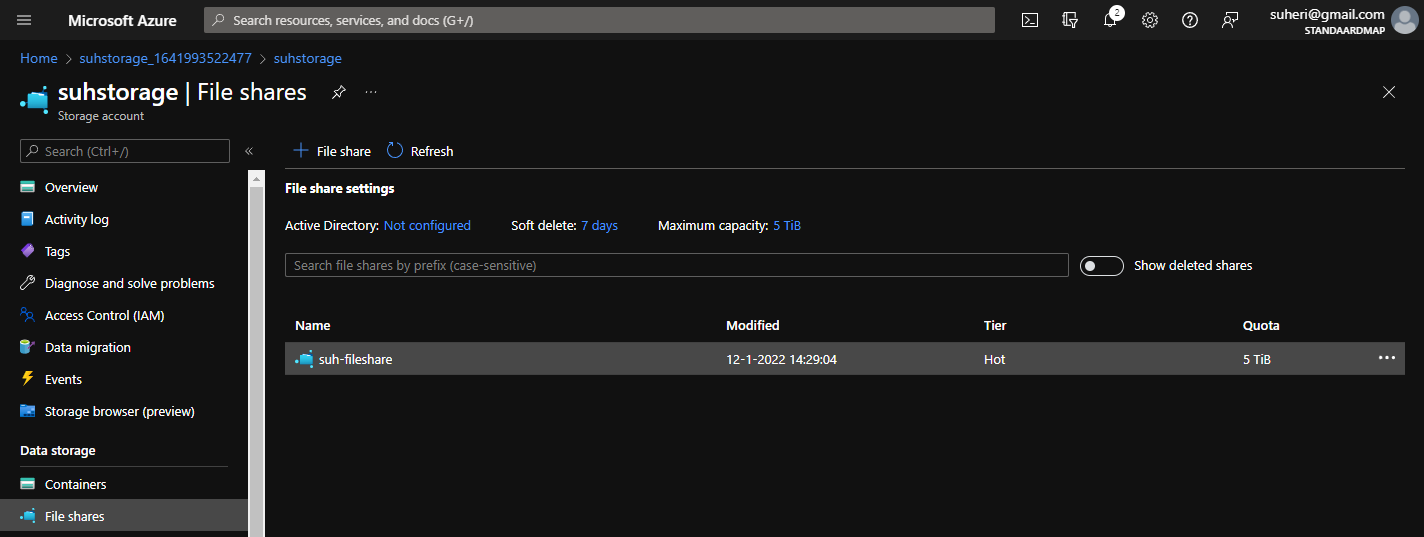 Microsoft Azure
Search resources, services, and docs (G+/)
2
suheri@gmail.com
STANDAARDMAP
Home > suhstorage_1641993522477 > suhstorage
suhstorage | File shares
...
Storage account
Search (Ctrl+/)
«
File share
Refresh
Overview
Activity log
Tags
Diagnose and solve problems
Access Control (IAM)
Data migration
Events
Storage browser (preview)
Data storage
Containers
File shares
File share settings
Active Directory: Not configured Soft delete: 7 days Maximum capacity: 5 TiB
Search file shares by prefix (case-sensitive)
Show deleted shares
Name Modified Tier Quota
suh-fileshare 12-1-2022 14:29:04 Hot 5 TiB ...